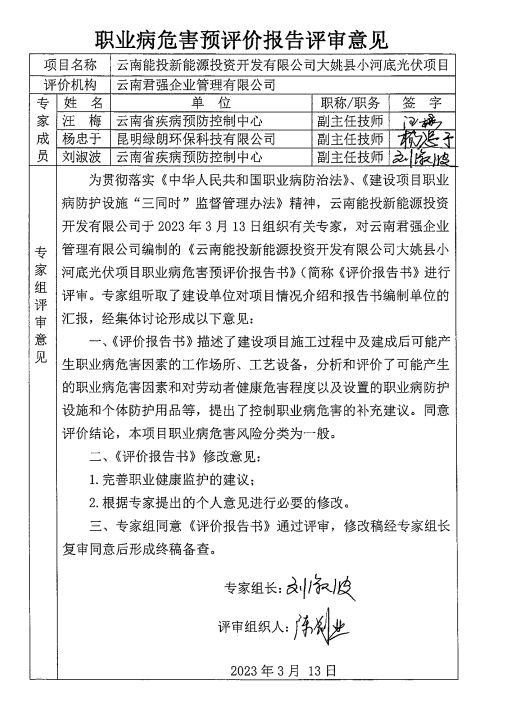 职业病危害预评价报告评审意见
项目名称 云南能投新能源投资开发有限公司大姚县小河底光伏项目
评价机构 云南君强企业管理有限公司
专家成员 姓 名 单 位 职称/职务 签 字
汪 梅 云南省疾病预防控制中心 副主任技师 汪梅
杨忠于 昆明绿朗环保科技有限公司 副主任技师 杨忠于
刘淑波 云南省疾病预防控制中心 副主任技师 刘淑波
专家组评审意见
为贯彻落实《中华人民共和国职业病防治法》、《建设项目职业
病防护设施“三同时”监督管理办法》精神，云南能投新能源投资
开发有限公司于 2023 年 3 月 13 日组织有关专家，对云南君强企业
管理有限公司编制的《云南能投新能源投资开发有限公司大姚县小
河底光伏项目职业病危害预评价报告书》（简称《评价报告书》进行
评审。专家组听取了建设单位对项目情况介绍和报告书编制单位的
汇报，经集体讨论形成以下意见：
一、《评价报告书》描述了建设项目施工过程中及建成后可能产
生职业病危害因素的工作场所、工艺设备，分析和评价了可能产生
的职业病危害因素和对劳动者健康危害程度以及设置的职业病防护
设施和个体防护用品等，提出了控制职业病危害的补充建议。同意
评价结论，本项目职业病危害风险分类为一般。
二、《评价报告书》修改意见：
1.完善职业健康监护的建议；
2.根据专家提出的个人意见进行必要的修改。
三、专家组同意《评价报告书》通过评审，修改稿经专家组长
复审同意后形成终稿备查。
专家组长：刘淑波
评审组织人：
2023 年 3 月 13 日